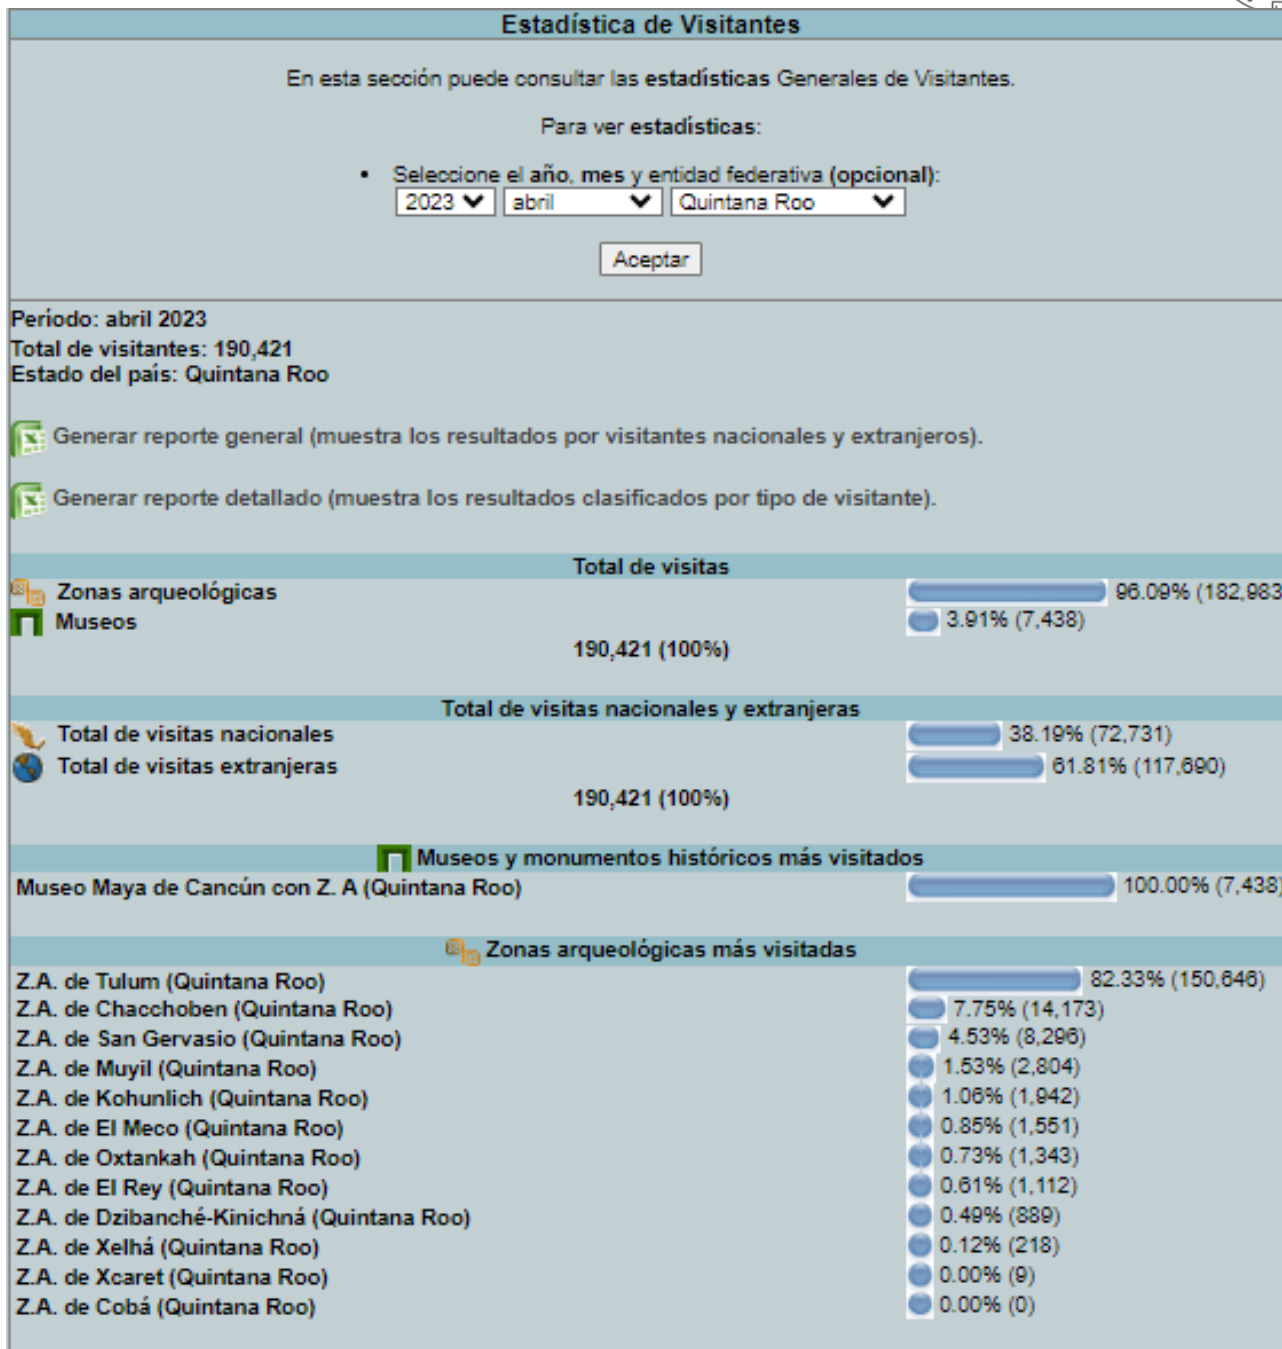 Estadística de Visitantes
En esta sección puede consultar las estadísticas Generales de Visitantes.
Para ver estadísticas:
• Seleccione el año, mes y entidad federativa (opcional):
2023 abril Quintana Roo
Aceptar
Período: abril 2023
Total de visitantes: 190,421
Estado del país: Quintana Roo
Generar reporte general (muestra los resultados por visitantes nacionales y extranjeros).
Generar reporte detallado (muestra los resultados clasificados por tipo de visitante).
Total de visitas
Zonas arqueológicas 96.09% (182,983
Museos 3.91% (7,438)
190,421 (100%)
Total de visitas nacionales y extranjeras
Total de visitas nacionales 38.19% (72,731)
Total de visitas extranjeras 61.81% (117,690)
190,421 (100%)
Museos y monumentos históricos más visitados
Museo Maya de Cancún con Z. A (Quintana Roo) 100.00% (7,438)
Zonas arqueológicas más visitadas
Z.A. de Tulum (Quintana Roo) 82.33% (150,646)
Z.A. de Chacchoben (Quintana Roo) 7.75% (14,173)
Z.A. de San Gervasio (Quintana Roo) 4.53% (8,296)
Z.A. de Muyil (Quintana Roo) 1.53% (2,804)
Z.A. de Kohunlich (Quintana Roo) 1.06% (1,942)
Z.A. de El Meco (Quintana Roo) 0.85% (1,551)
Z.A. de Oxtankah (Quintana Roo) 0.73% (1,343)
Z.A. de El Rey (Quintana Roo) 0.61% (1,112)
Z.A. de Dzibanché-Kinichná (Quintana Roo) 0.49% (889)
Z.A. de Xelhá (Quintana Roo) 0.12% (218)
Z.A. de Xcaret (Quintana Roo) 0.00% (9)
Z.A. de Cobá (Quintana Roo) 0.00% (0)